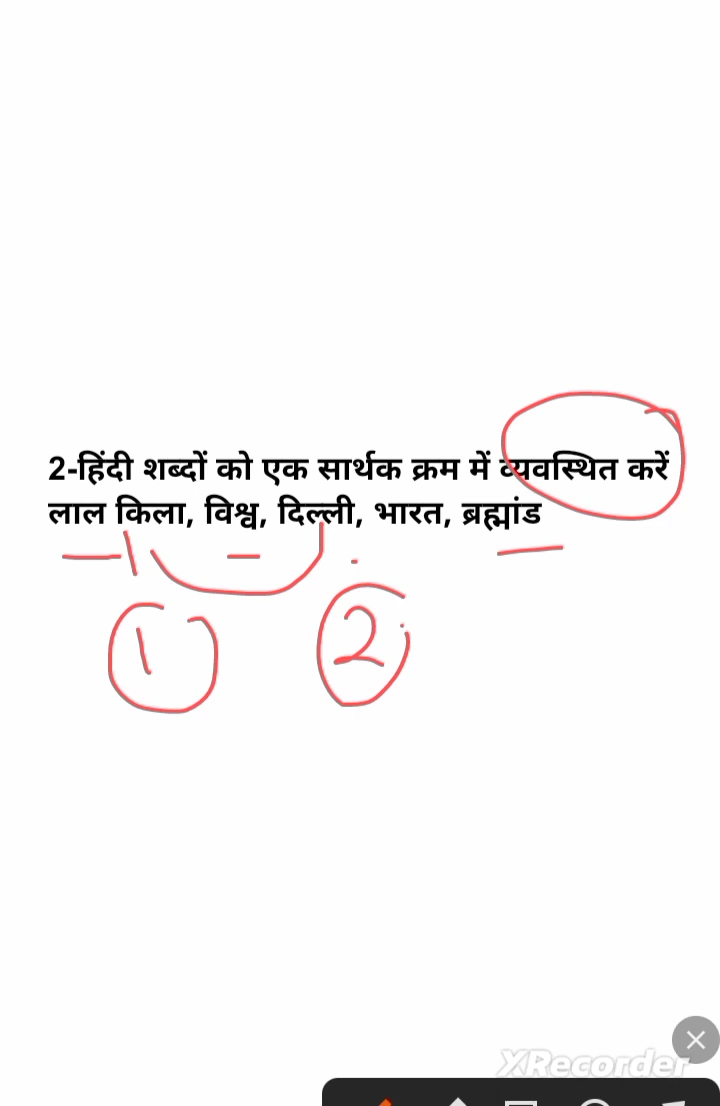 2-हिंदी शब्दों को एक सार्थक क्रम में व्यवस्थित करें
लाल किला, विश्व, दिल्ली, भारत, ब्रह्मांड
1 2
XRecorder